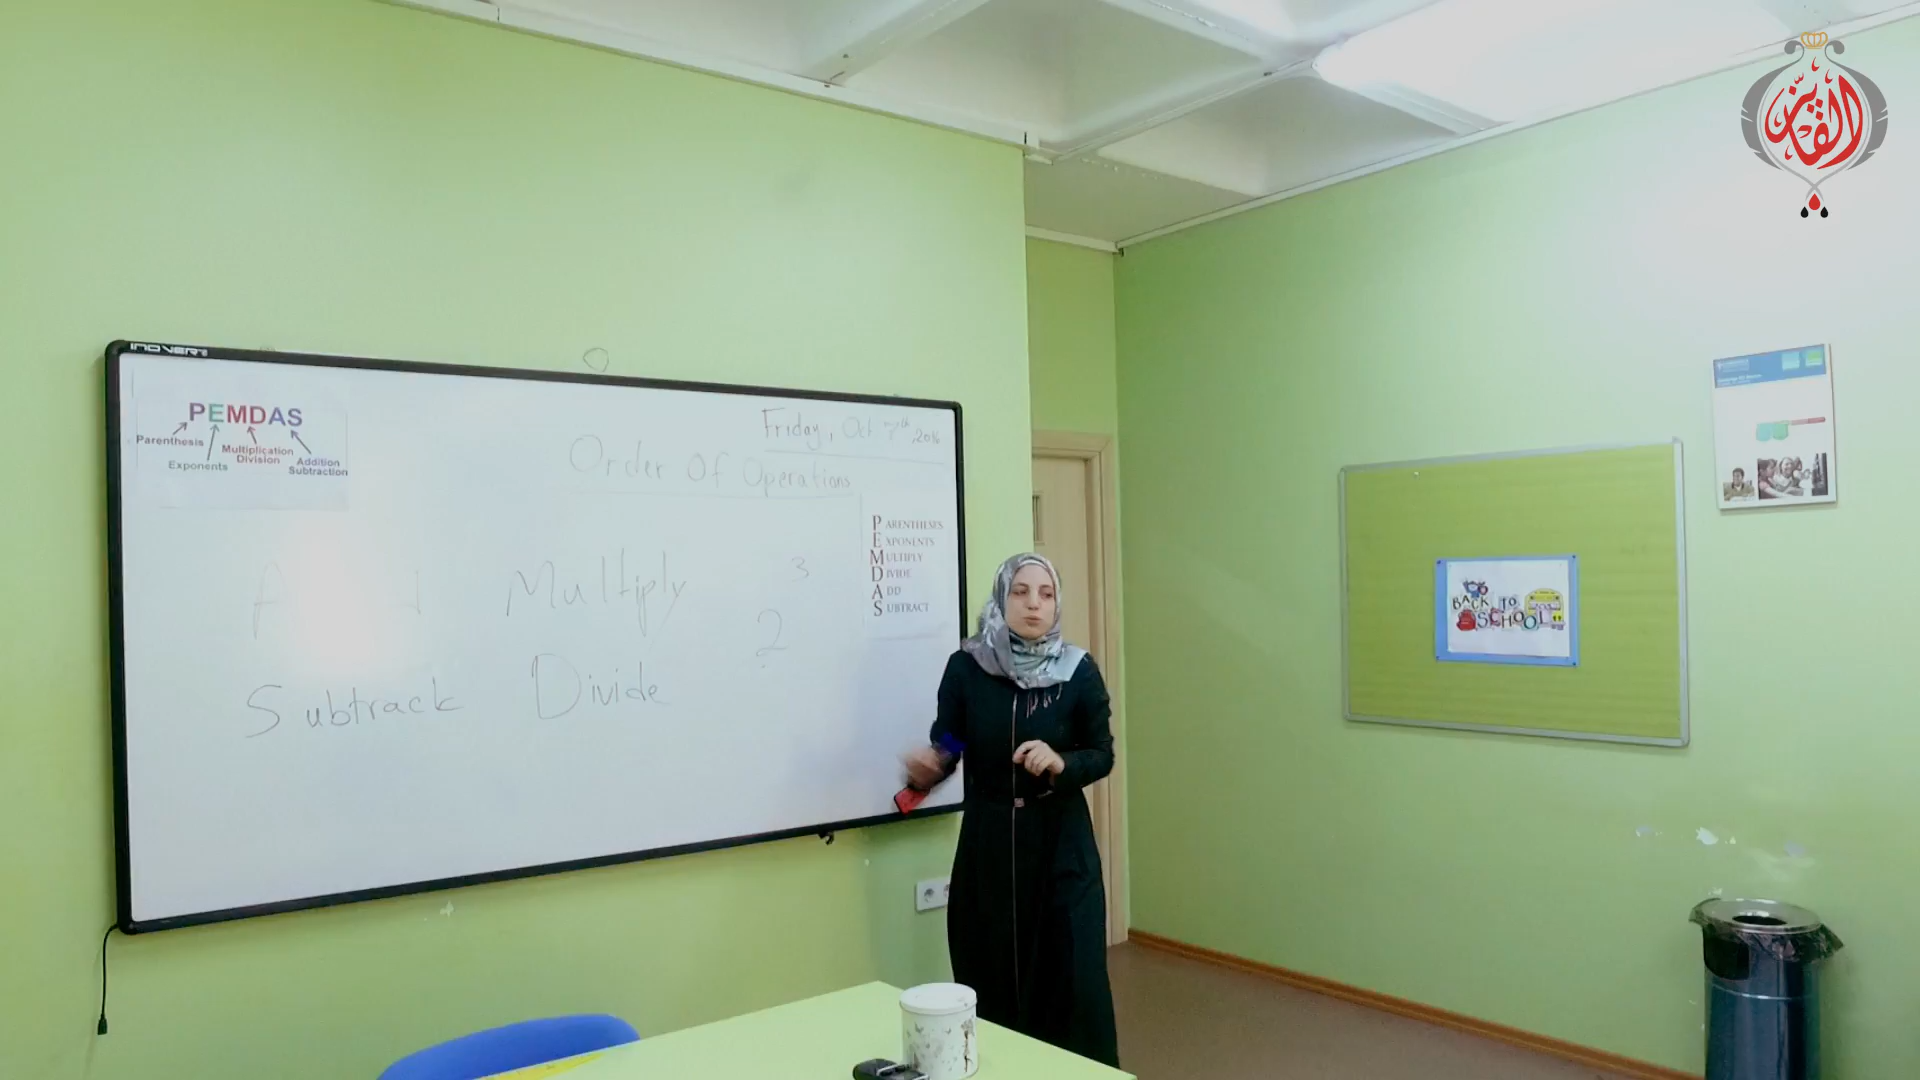 INOVERT
PEMDAS
Parenthesis
Exponents
Multiplication
Division
Addition
Subtraction
Friday, Oct 7th, 2016
Order Of Operations
Add Multiply 3
2
Subtrack Divide
PARENTHESES
EXPONENTS
MULTIPLY
DIVIDE
ADD
SUBTRACT
BACK to
SCHOOL